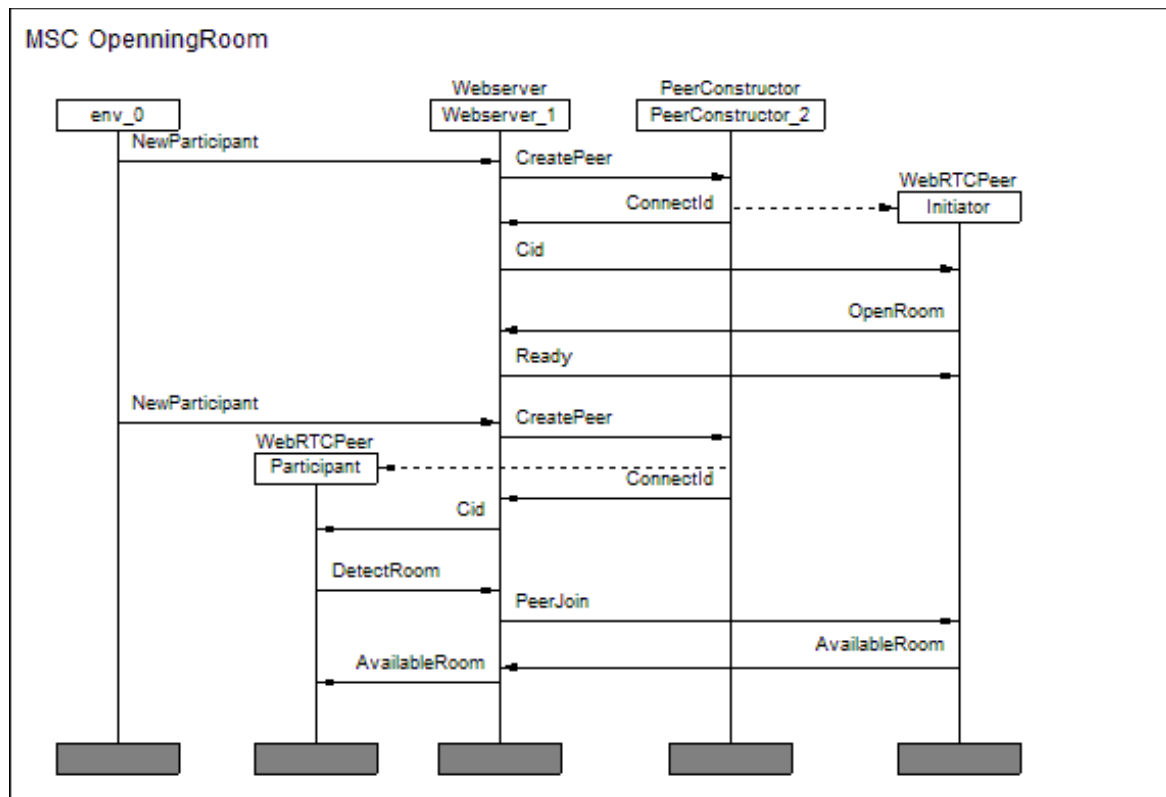 MSC OpenningRoom
Webserver
PeerConstructor
env_0
Webserver_1
PeerConstructor_2
NewParticipant
CreatePeer
WebRTCPeer
ConnectId
Initiator
Cid
OpenRoom
Ready
NewParticipant
CreatePeer
WebRTCPeer
Participant
ConnectId
Cid
DetectRoom
PeerJoin
AvailableRoom
AvailableRoom